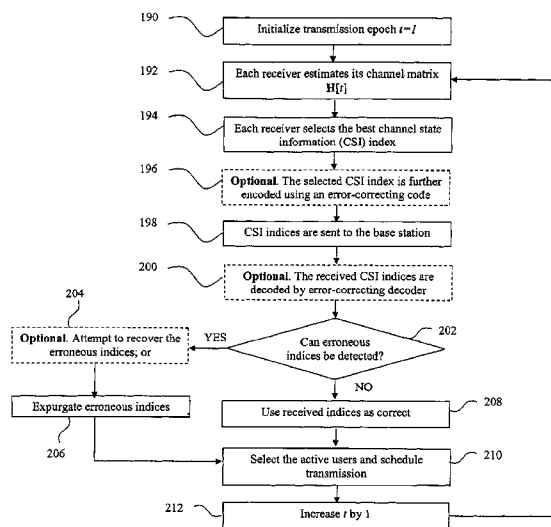 190
Initialize transmission epoch t=1
192
Each receiver estimates its channel matrix
H[t]
194
Each receiver selects the best channel state
information (CSI) index
196
Optional. The selected CSI index is further
encoded using an error-correcting code
198
CSI indices are sent to the base station
200
Optional. The received CSI indices are
decoded by error-correcting decoder
204
YES
202
Optional. Attempt to recover the
erroneous indices; or
Can erroneous
indices be detected?
NO
Expurgate erroneous indices
206
Use received indices as correct
208
Select the active users and schedule
transmission
210
212
Increase t by 1